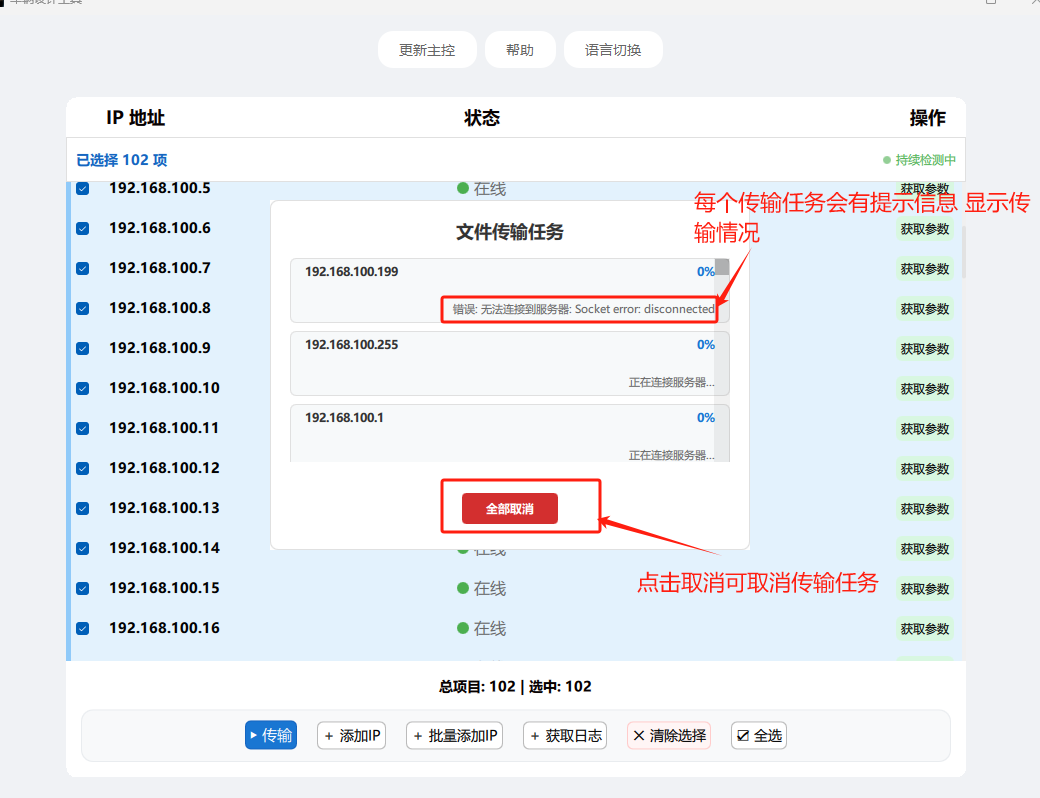 更新主控 帮助 语言切换
IP 地址 状态 操作
已选择 102 项 持续检测中
192.168.100.5 在线 获取参数
每个传输任务会有提示信息 显示传
输情况
192.168.100.6 获取参数
文件传输任务
192.168.100.7 获取参数
192.168.100.199 0%
192.168.100.8 获取参数
错误: 无法连接到服务器: Socket error: disconnected
192.168.100.9 获取参数
192.168.100.255 0%
192.168.100.10 获取参数
正在连接服务器...
192.168.100.11 获取参数
192.168.100.1 0%
192.168.100.12 获取参数
正在连接服务器...
192.168.100.13 获取参数
全部取消
192.168.100.14 在线 获取参数
点击取消可取消传输任务
192.168.100.15 在线 获取参数
192.168.100.16 在线 获取参数
总项目: 102 | 选中: 102
传输 + 添加IP + 批量添加IP + 获取日志 × 清除选择 全选